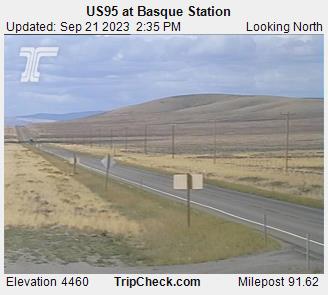 US95 at Basque Station
Updated: Sep 21 2023 2:35 PM Looking North
Elevation 4460 TripCheck.com Milepost 91.62